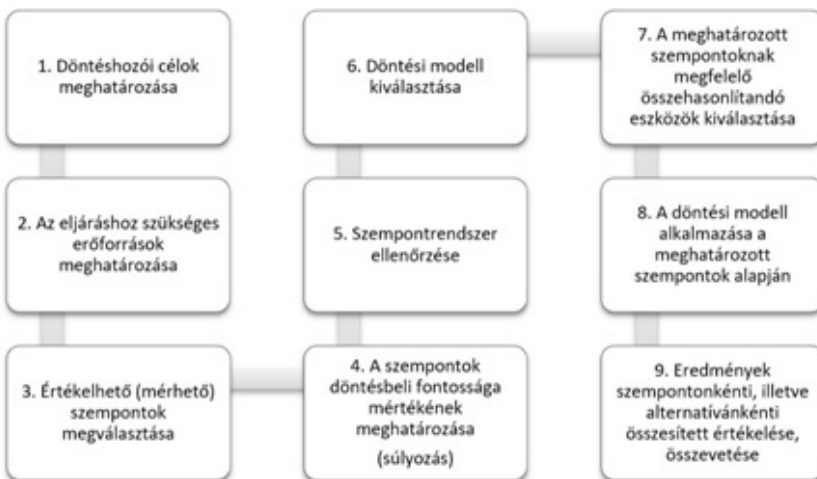 1. Döntéshozói célok
meghatározása
2. Az eljáráshoz szükséges
erőforrások
meghatározása
3. Értékelhető (mérhető)
szempontok
megválasztása
4. A szempontok
döntésbeli fontossága
mértékének
meghatározása
(súlyozás)
5. Szempontrendszer
ellenőrzése
6. Döntési modell
kiválasztása
7. A meghatározott
szempontoknak
megfelelő
összehasonlítandó
eszközök kiválasztása
8. A döntési modell
alkalmazása a
meghatározott
szempontok alapján
9. Eredmények
szempontonkénti, illetve
alternatívánkénti
összesített értékelése,
összevetése